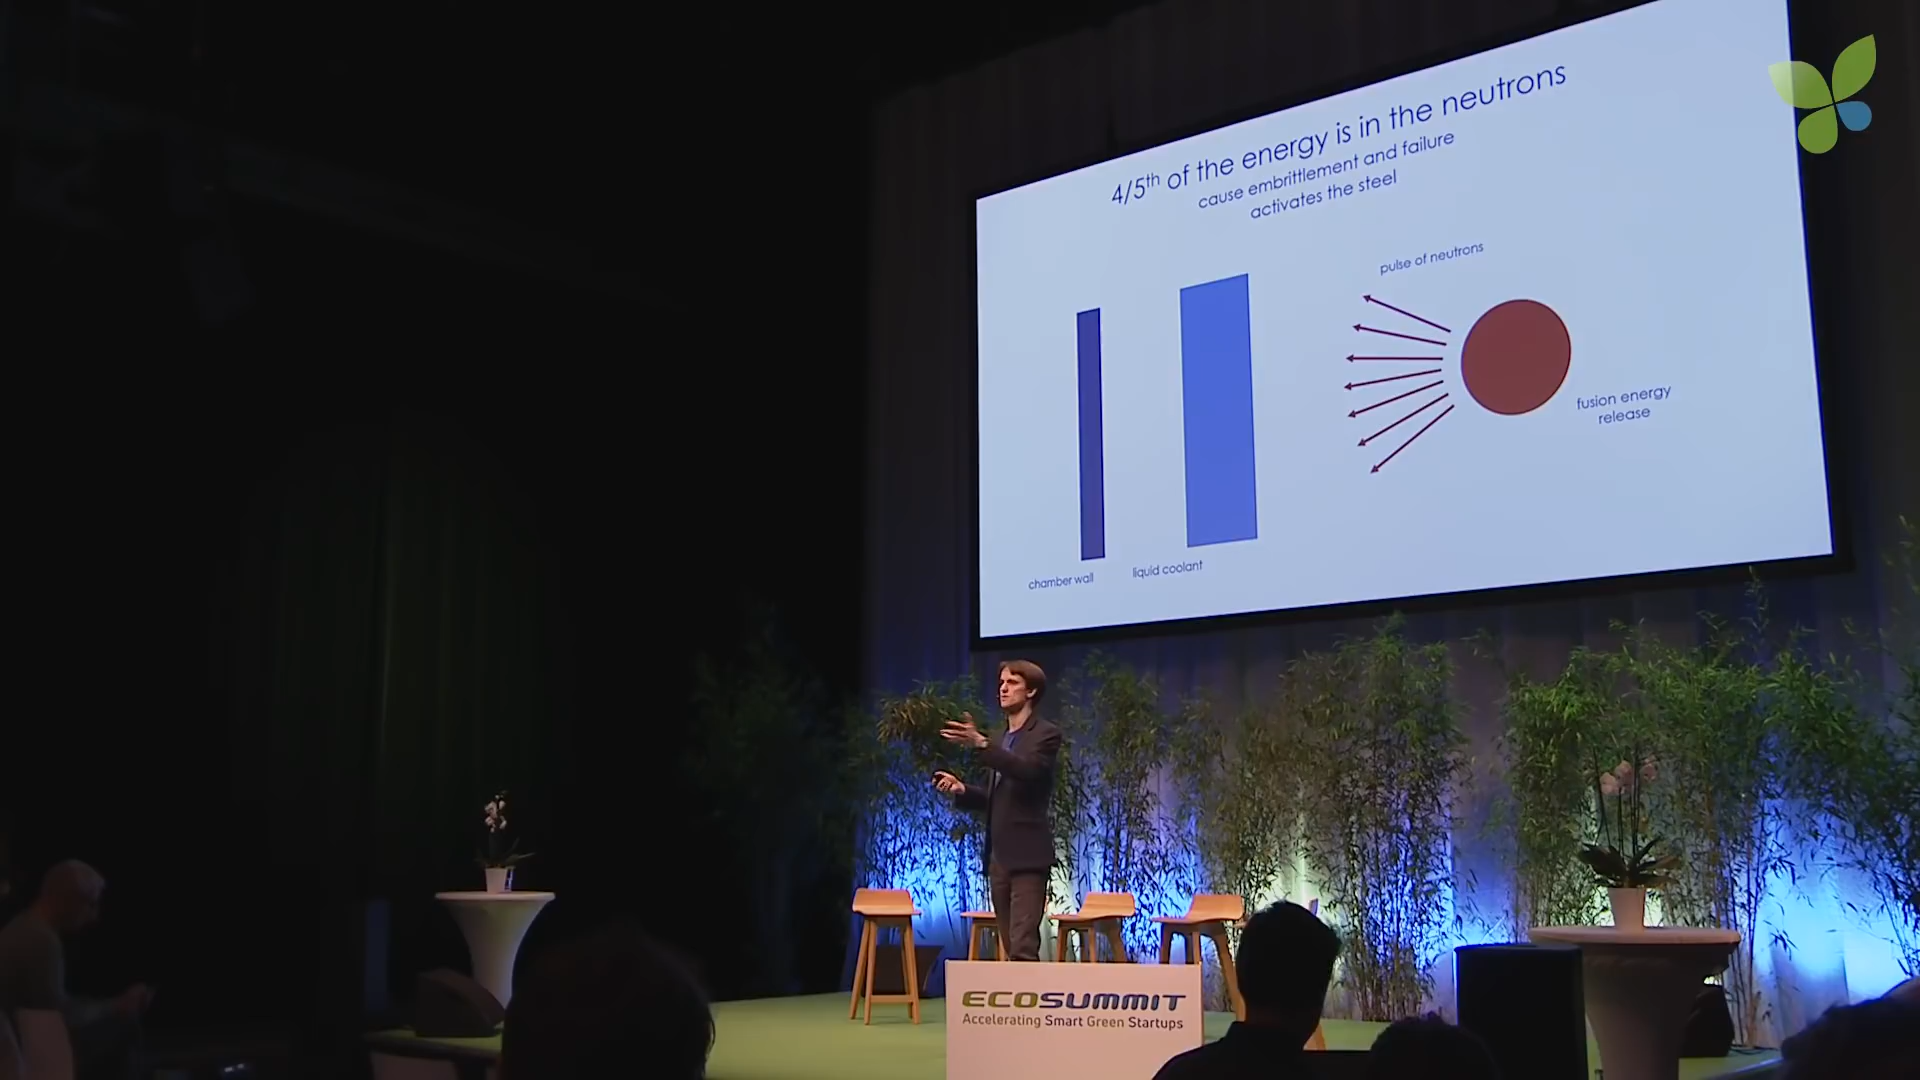 4/5th of the energy is in the neutrons
cause embrittlement and failure
activates the steel
pulse of neutrons
fusion energy
release
chamber wall
liquid coolant
ECOSUMMIT
Accelerating Smart Green Startups